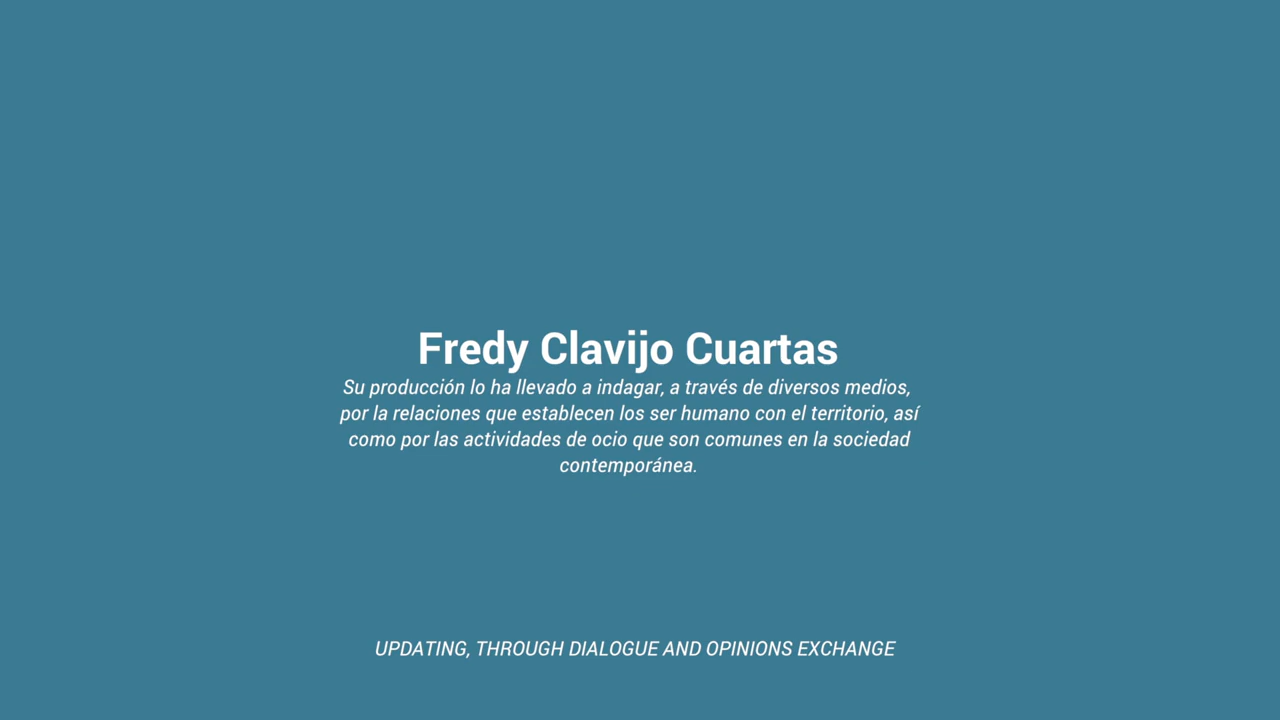 Fredy Clavijo Cuartas
Su producción lo ha llevado a indagar, a través de diversos medios,
por la relaciones que establecen los ser humano con el territorio, así
como por las actividades de ocio que son comunes en la sociedad
contemporánea.
UPDATING, THROUGH DIALOGUE AND OPINIONS EXCHANGE